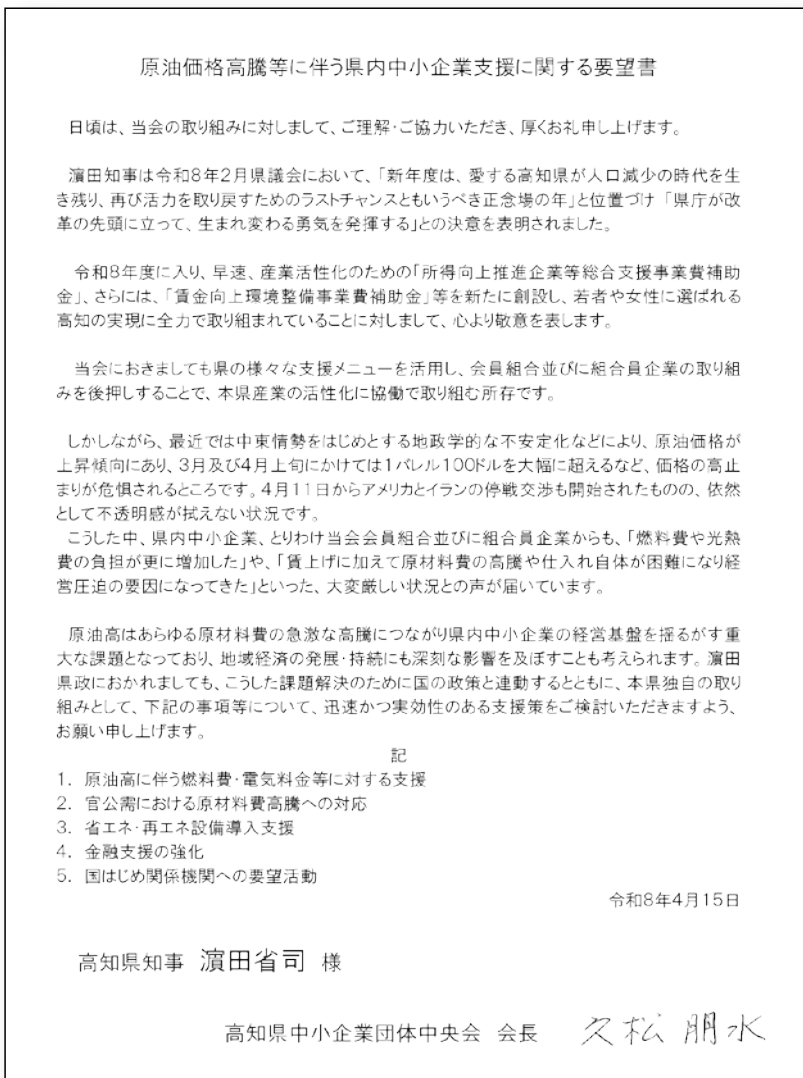 原油価格高騰等に伴う県内中小企業支援に関する要望書
日頃は、当会の取り組みに対しまして、ご理解・ご協力いただき、厚くお礼申し上げます。
濵田知事は令和8年2月県議会において、「新年度は、愛する高知県が人口減少の時代を生
き残り、再び活力を取り戻すためのラストチャンスともいうべき正念場の年」と位置づけ「県庁が改
革の先頭に立って、生まれ変わる勇気を発揮する」との決意を表明されました。
令和8年度に入り、早速、産業活性化のための「所得向上推進企業等総合支援事業費補助
金」、さらには、「賃金向上環境整備事業費補助金」等を新たに創設し、若者や女性に選ばれる
高知の実現に全力で取り組まれていることに対しまして、心より敬意を表します。
当会におきましても県の様々な支援メニューを活用し、会員組合並びに組合員企業の取り組
みを後押しすることで、本県産業の活性化に協働で取り組む所存です。
しかしながら、最近では中東情勢をはじめとする地政学的な不安定化などにより、原油価格が
上昇傾向にあり、3月及び4月上旬にかけては1バレル100ドルを大幅に超えるなど、価格の高止
まりが危惧されるところです。4月11日からアメリカとイランの停戦交渉も開始されたものの、依然
として不透明感が拭えない状況です。
こうした中、県内中小企業、とりわけ当会会員組合並びに組合員企業からも、「燃料費や光熱
費の負担が更に増加した」や、「賃上げに加えて原材料費の高騰や仕入れ自体が困難になり経
営圧迫の要因になってきた」といった、大変厳しい状況との声が届いています。
原油高はあらゆる原材料費の急激な高騰につながり県内中小企業の経営基盤を揺るがす重
大な課題となっており、地域経済の発展・持続にも深刻な影響を及ぼすことも考えられます。濵田
県政におかれましても、こうした課題解決のために国の政策と連動するとともに、本県独自の取り
組みとして、下記の事項等について、迅速かつ実効性のある支援策をご検討いただきますよう、
お願い申し上げます。
記
1. 原油高に伴う燃料費・電気料金等に対する支援
2. 官公需における原材料費高騰への対応
3. 省エネ・再エネ設備導入支援
4. 金融支援の強化
5. 国はじめ関係機関への要望活動
令和8年4月15日
高知県知事 濵田省司 様
高知県中小企業団体中央会 会長 久松朋水